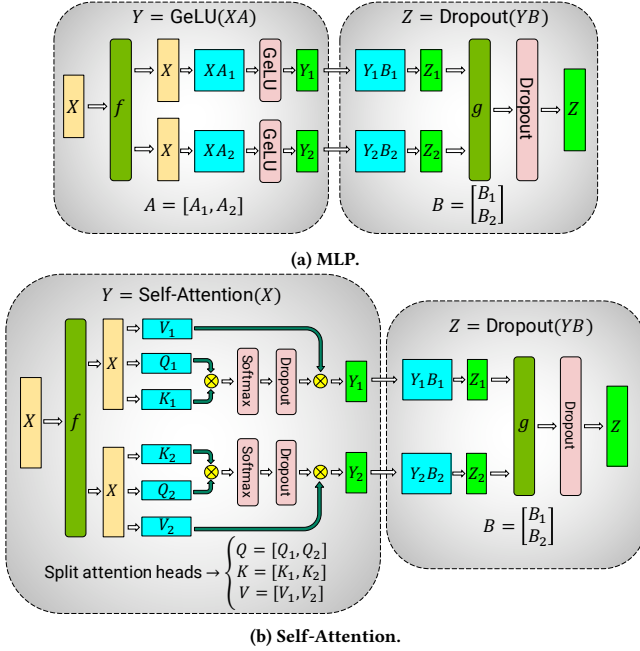 Y = GeLU(XA)
Z = Dropout(YB)
X
f
X
XA₁
GeLU
Y₁
Y₁B₁
Z₁
X
XA₂
GeLU
Y₂
Y₂B₂
Z₂
g
Dropout
Z
A = [A₁, A₂]
B = [B₁
B₂]
(a) MLP.
Y = Self-Attention(X)
Z = Dropout(YB)
X
f
X
V₁
Q₁
K₁
Softmax
Dropout
Y₁
Y₁B₁
Z₁
X
K₂
Q₂
V₂
Softmax
Dropout
Y₂
Y₂B₂
Z₂
g
Dropout
Z
Split attention heads → {
Q = [Q₁, Q₂]
K = [K₁, K₂]
V = [V₁, V₂]
B = [B₁
B₂]
(b) Self-Attention.